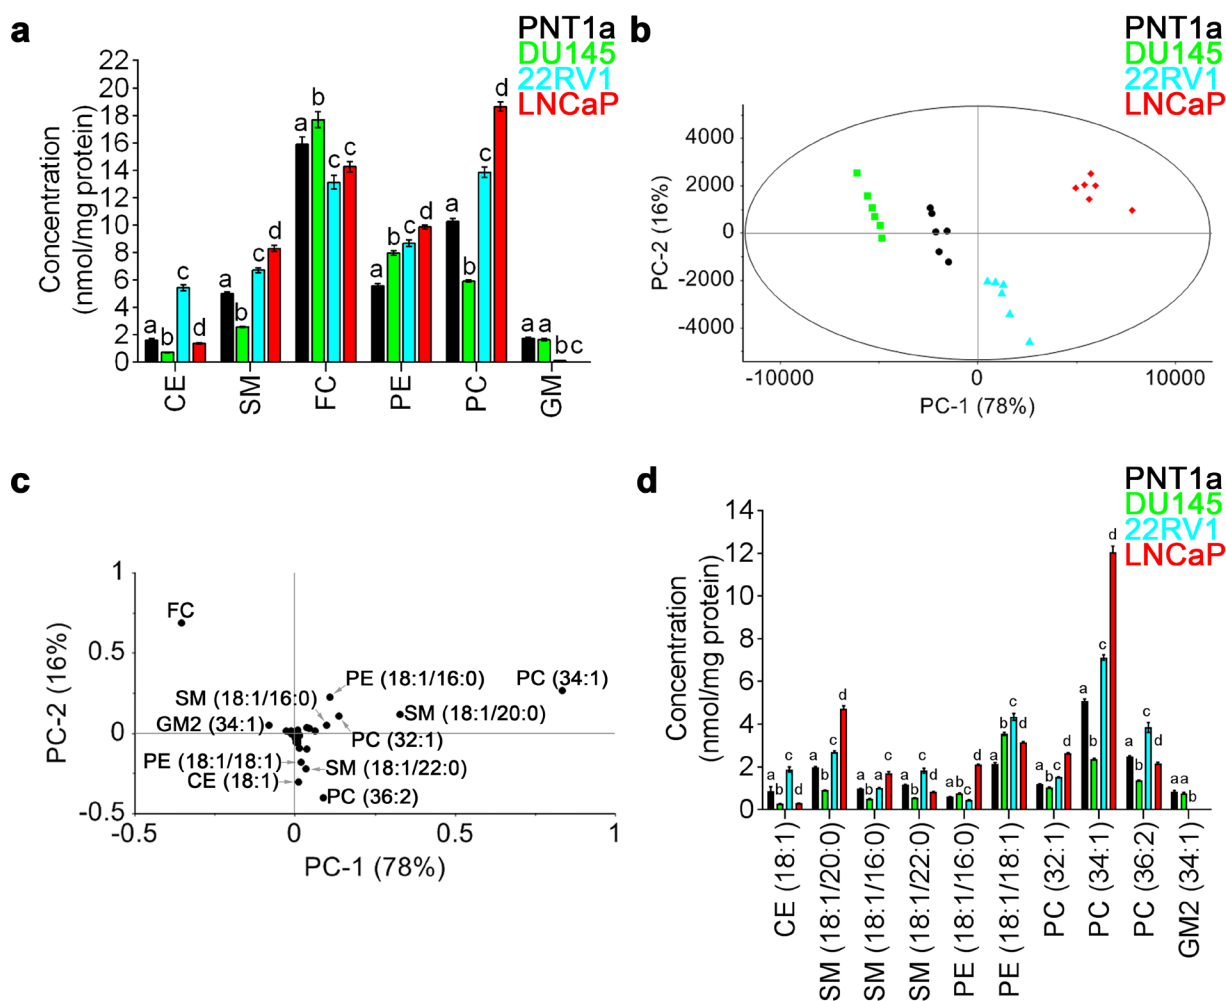 a
PNT1a
DU145
22RV1
LNCaP
Concentration
(nmol/mg protein)
22
20
18
16
14
12
10
8
6
4
2
0
a b c d
a b c d
a b c c
a b c d
a b c d
a a b c
CE SM FC PE PC GM
b
PNT1a
DU145
22RV1
LNCaP
PC-2 (16%)
4000
2000
0
-2000
-4000
-10000 0 10000
PC-1 (78%)
c
PC-2 (16%)
1
0.5
0
-0.5
FC
PE (18:1/16:0)
PC (34:1)
SM (18:1/16:0)
SM (18:1/20:0)
GM2 (34:1)
PC (32:1)
PE (18:1/18:1)
SM (18:1/22:0)
CE (18:1)
PC (36:2)
-0.5 0 0.5 1
PC-1 (78%)
d
PNT1a
DU145
22RV1
LNCaP
Concentration
(nmol/mg protein)
14
12
10
8
6
4
2
0
a b c d
a b c d
a b c d
a b c d
a ab c d
a b c d
a b c d
a b c d
a b c d
a a b
CE (18:1)
SM (18:1/20:0)
SM (18:1/16:0)
SM (18:1/22:0)
PE (18:1/16:0)
PE (18:1/18:1)
PC (32:1)
PC (34:1)
PC (36:2)
GM2 (34:1)